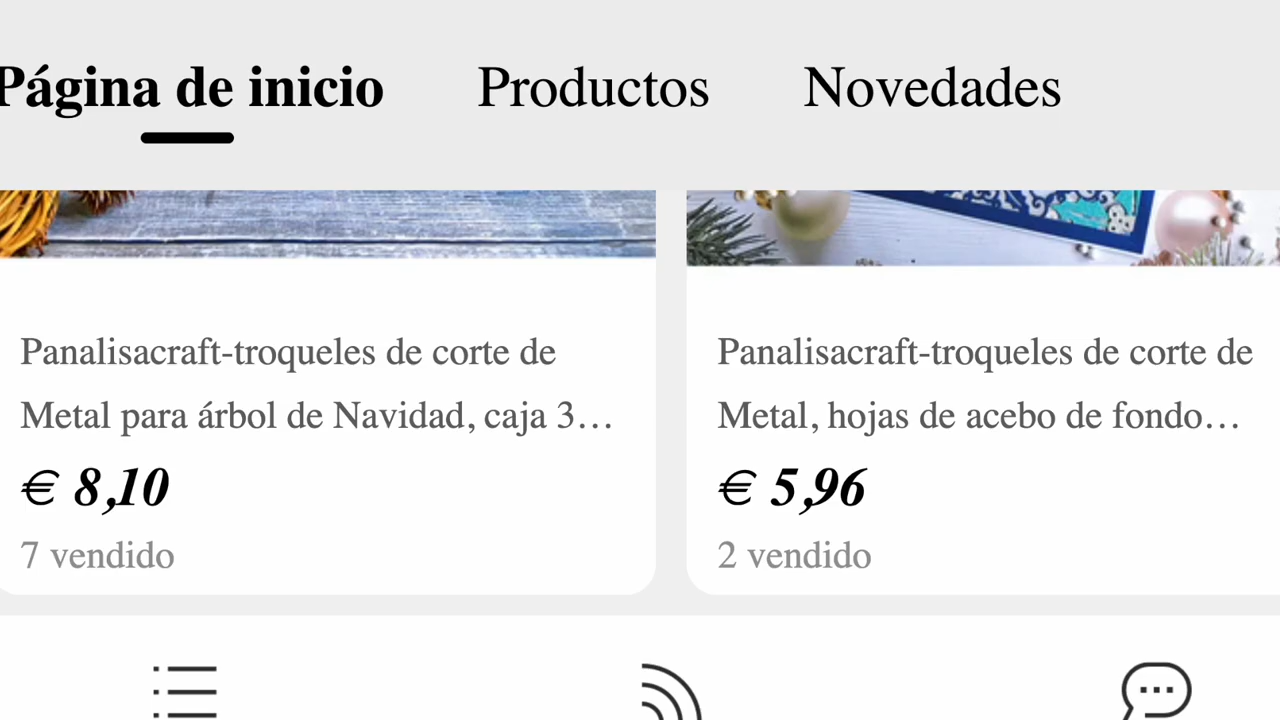 Página de inicio Productos Novedades
Panalisacraft-troqueles de corte de
Metal para árbol de Navidad, caja 3...
€ 8,10
7 vendido
Panalisacraft-troqueles de corte de
Metal, hojas de acebo de fondo...
€ 5,96
2 vendido